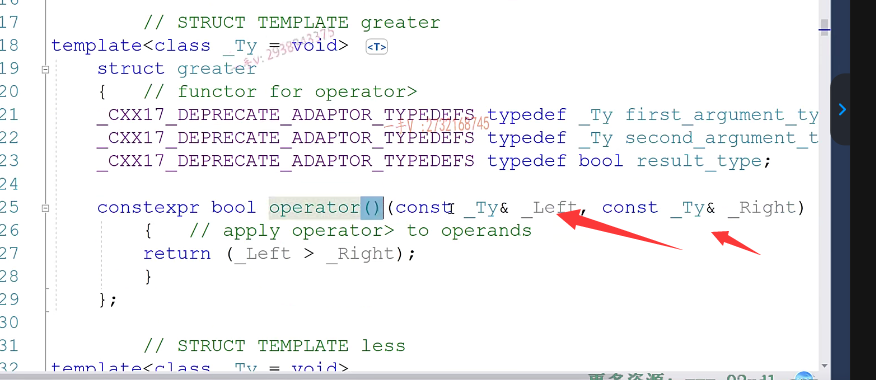 17 // STRUCT TEMPLATE greater
18 template<class _Ty = void> <T>
19 struct greater
20 { // functor for operator>
21 _CXX17_DEPRECATE_ADAPTOR_TYPEDEFS typedef _Ty first_argument_ty
22 _CXX17_DEPRECATE_ADAPTOR_TYPEDEFS typedef _Ty second_argument_t
23 _CXX17_DEPRECATE_ADAPTOR_TYPEDEFS typedef bool result_type;
24
25 constexpr bool operator()(const _Ty& _Left, const _Ty& _Right)
26 { // apply operator> to operands
27 return (_Left > _Right);
28 }
29 };
30
31 // STRUCT TEMPLATE less
32 template<class _Ty = void>